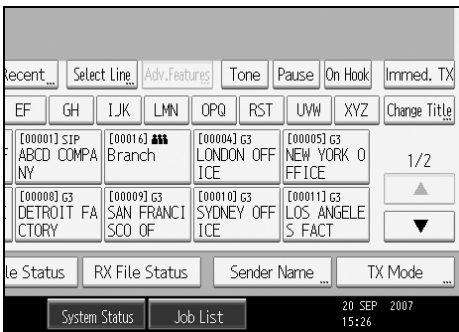 Recent Select Line Adv.Features Tone Pause On Hook Immed. TX
EF GH IJK LMN OPQ RST UVW XYZ Change Title
[00001] SIP
ABCD COMPA
NY
[00016]
Branch
[00004] G3
LONDON OFF
ICE
[00005] G3
NEW YORK O
FFICE
1/2
[00008] G3
DETROIT FA
CTORY
[00009] G3
SAN FRANCI
SCO OF
[00010] G3
SYDNEY OFF
ICE
[00011] G3
LOS ANGELE
S FACT
le Status RX File Status Sender Name TX Mode
System Status Job List
20 SEP 2007
15:26